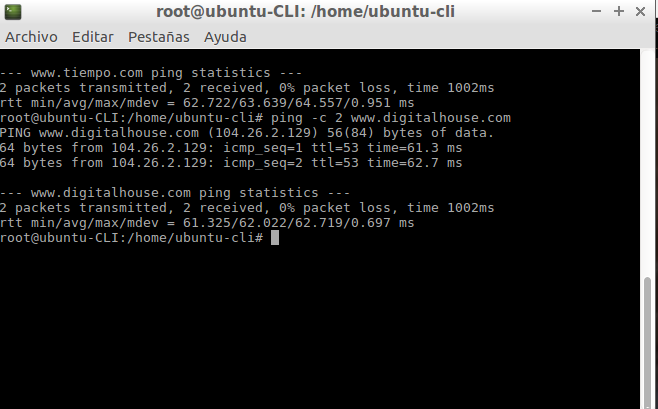 root@ubuntu-CLI: /home/ubuntu-cli
Archivo Editar Pestañas Ayuda
--- www.tiempo.com ping statistics ---
2 packets transmitted, 2 received, 0% packet loss, time 1002ms
rtt min/avg/max/mdev = 62.722/63.639/64.557/0.951 ms
root@ubuntu-CLI:/home/ubuntu-cli# ping -c 2 www.digitalhouse.com
PING www.digitalhouse.com (104.26.2.129) 56(84) bytes of data.
64 bytes from 104.26.2.129: icmp_seq=1 ttl=53 time=61.3 ms
64 bytes from 104.26.2.129: icmp_seq=2 ttl=53 time=62.7 ms
--- www.digitalhouse.com ping statistics ---
2 packets transmitted, 2 received, 0% packet loss, time 1002ms
rtt min/avg/max/mdev = 61.325/62.022/62.719/0.697 ms
root@ubuntu-CLI:/home/ubuntu-cli#